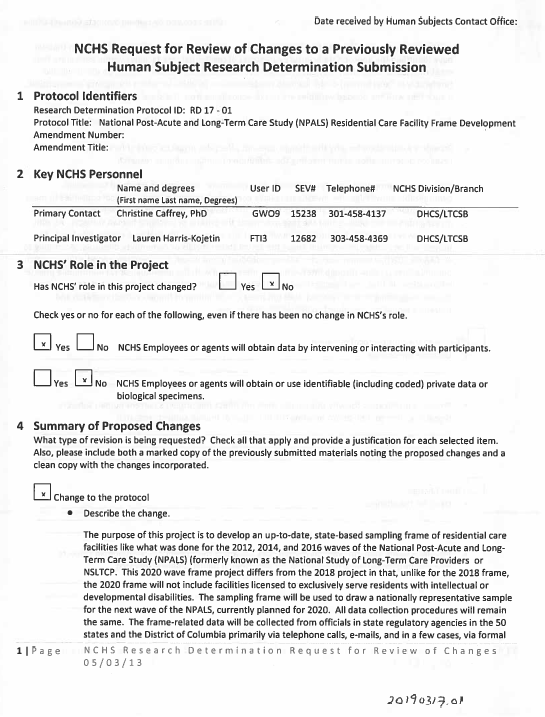 Date received by Human Subjects Contact Office:
NCHS Request for Review of Changes to a Previously Reviewed
Human Subject Research Determination Submission
1 Protocol Identifiers
Research Determination Protocol ID: RD 17 - 01
Protocol Title: National Post-Acute and Long-Term Care Study (NPALS) Residential Care Facility Frame Development
Amendment Number:
Amendment Title:
2 Key NCHS Personnel
Name and degrees User ID SEV# Telephone# NCHS Division/Branch
(First name Last name, Degrees)
Primary Contact Christine Caffrey, PhD GWO9 15238 301-458-4137 DHCS/LTCSB
Principal Investigator Lauren Harris-Kojetin FTI3 12682 303-458-4369 DHCS/LTCSB
3 NCHS' Role in the Project
Has NCHS' role in this project changed? Yes x No
Check yes or no for each of the following, even if there has been no change in NCHS's role.
x Yes No NCHS Employees or agents will obtain data by intervening or interacting with participants.
Yes x No NCHS Employees or agents will obtain or use identifiable (including coded) private data or
biological specimens.
4 Summary of Proposed Changes
What type of revision is being requested? Check all that apply and provide a justification for each selected item.
Also, please include both a marked copy of the previously submitted materials noting the proposed changes and a
clean copy with the changes incorporated.
x Change to the protocol
• Describe the change.
The purpose of this project is to develop an up-to-date, state-based sampling frame of residential care
facilities like what was done for the 2012, 2014, and 2016 waves of the National Post-Acute and Long-
Term Care Study (NPALS) (formerly known as the National Study of Long-Term Care Providers or
NSLTCP. This 2020 wave frame project differs from the 2018 project in that, unlike for the 2018 frame,
the 2020 frame will not include facilities licensed to exclusively serve residents with intellectual or
developmental disabilities. The sampling frame will be used to draw a nationally representative sample
for the next wave of the NPALS, currently planned for 2020. All data collection procedures will remain
the same. The frame-related data will be collected from officials in state regulatory agencies in the 50
states and the District of Columbia primarily via telephone calls, e-mails, and in a few cases, via formal
1 | Page NCHS Research Determination Request for Review of Changes
05/03/13
20190317.01